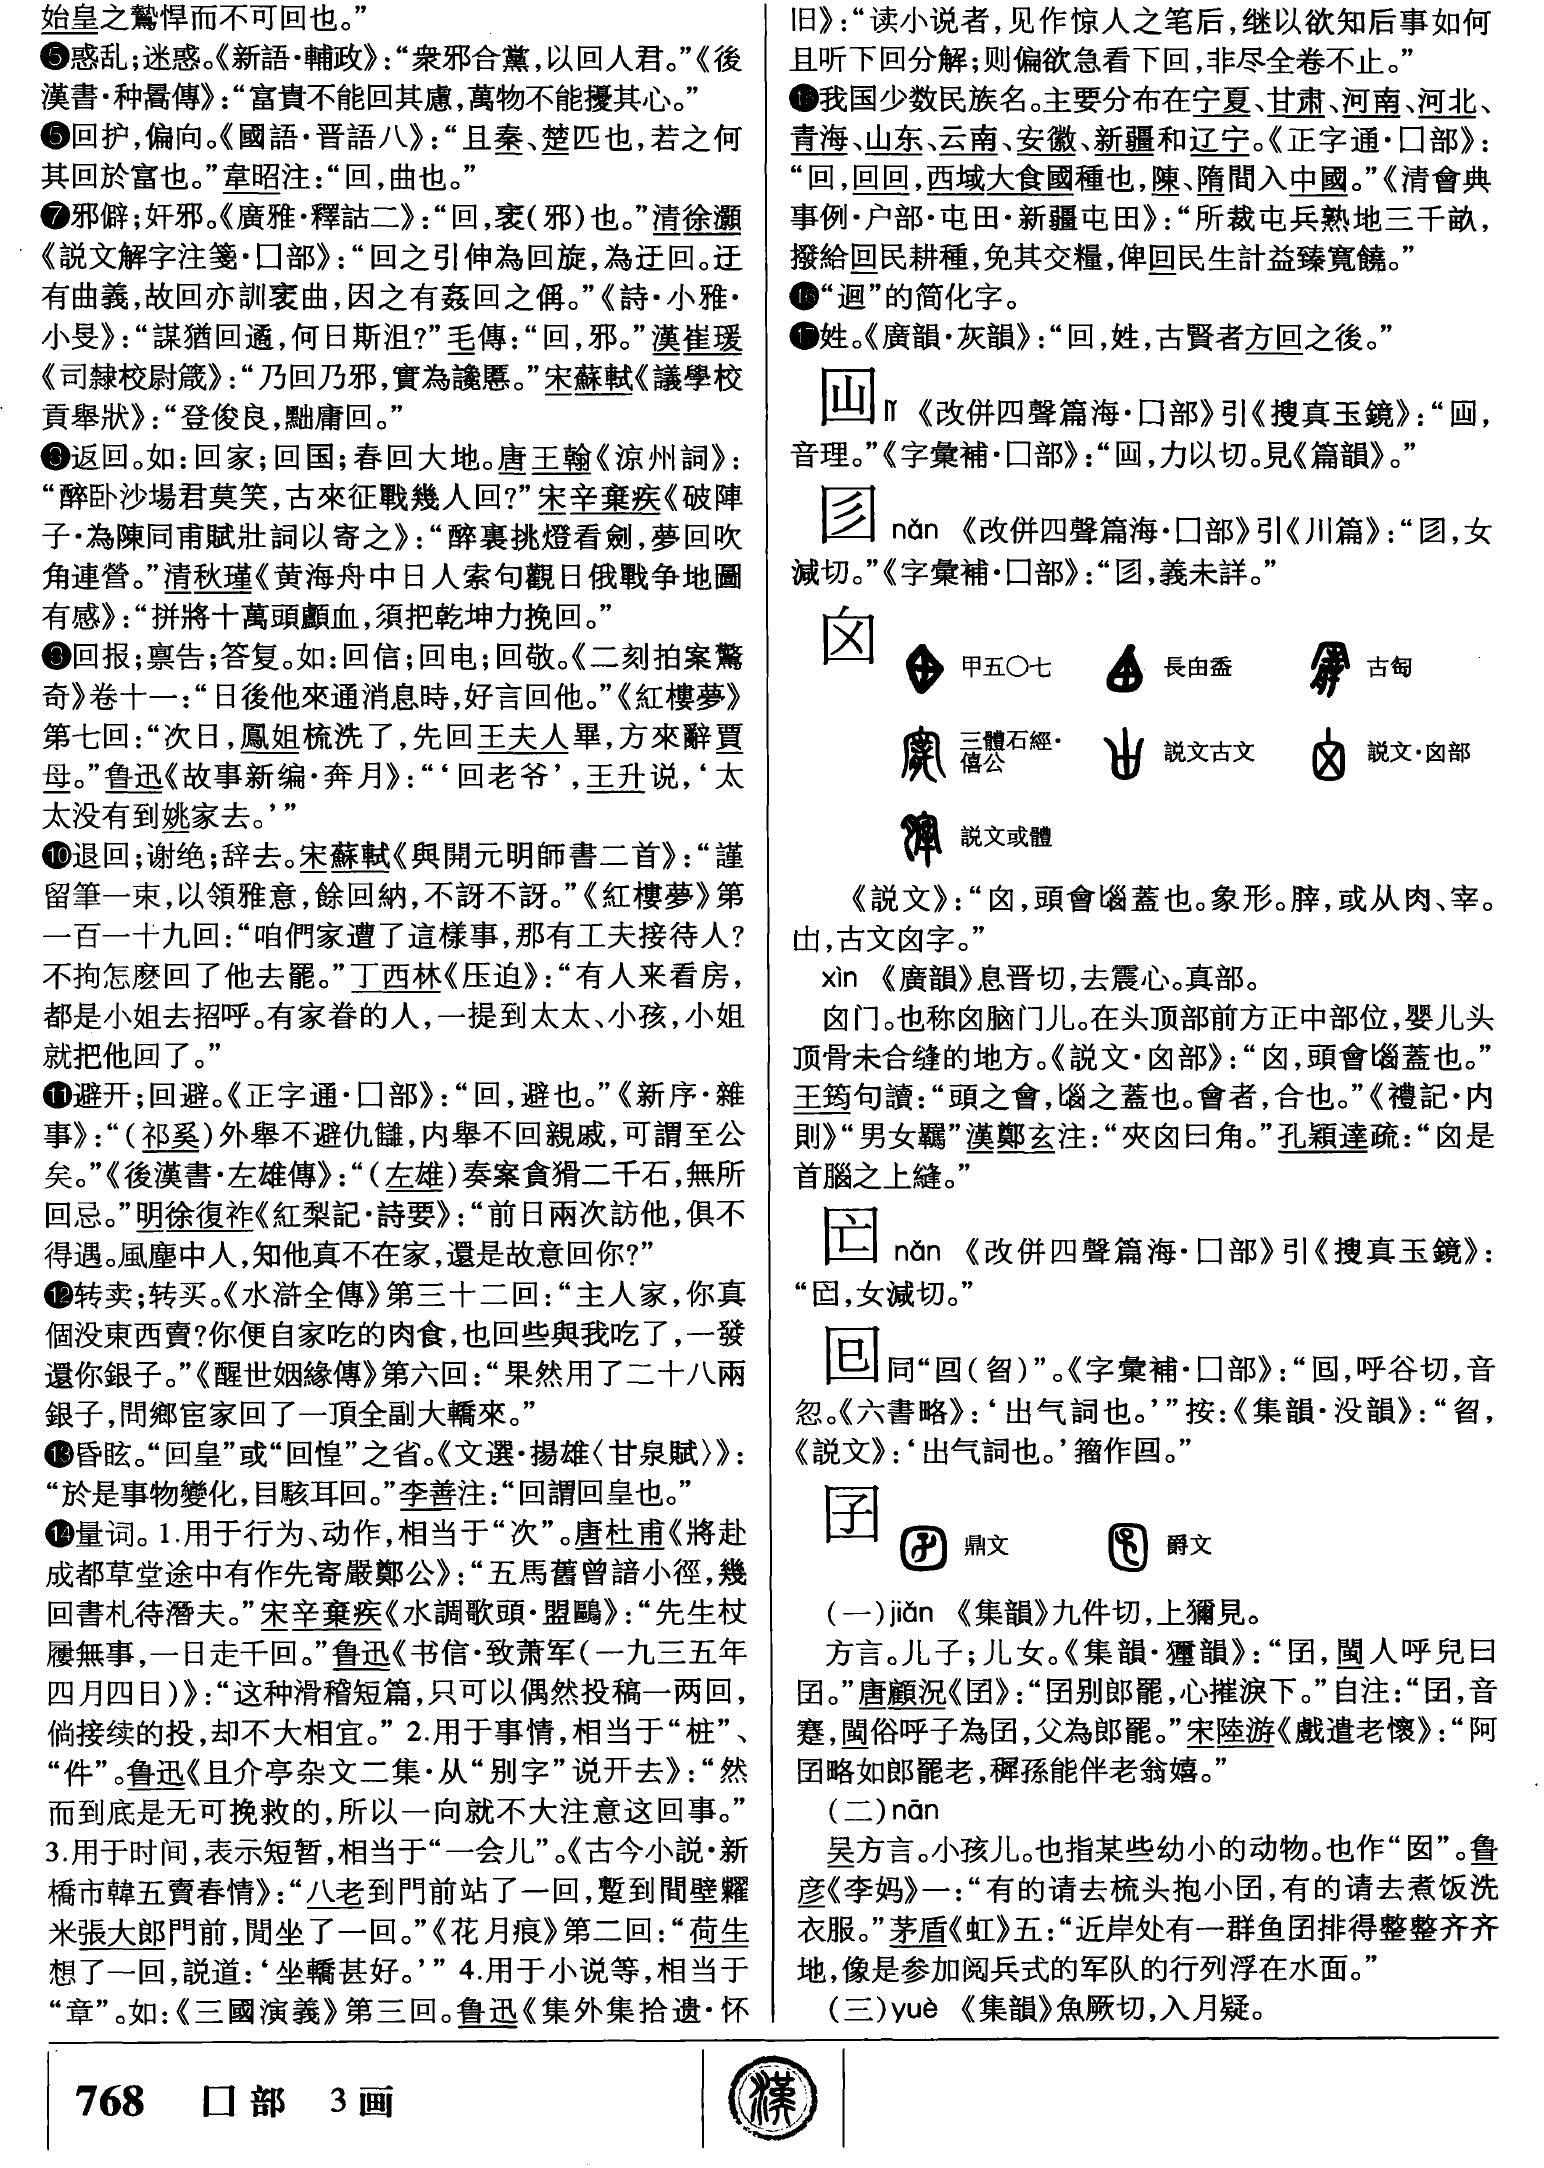 始皇之鷙悍而不可回也。”
❺惑乱;迷惑。《新語·輔政》:“衆邪合黨,以回人君。”《後
漢書·种暠傳》:“富貴不能回其慮,萬物不能擾其心。”
❺回护,偏向。《國語·晋語八》:“且秦、楚匹也,若之何
其回於富也。”韋昭注:“回,曲也。”
❼邪僻;奸邪。《廣雅·釋詁二》:“回,衺(邪)也。”清徐灝
《説文解字注箋·囗部》:“回之引伸為回旋,為迂回。迂
有曲義,故回亦訓衺曲,因之有姦回之偁。”《詩·小雅·
小旻》:“謀猶回遹,何日斯沮?”毛傳:“回,邪。”漢崔瑗
《司隸校尉箴》:“乃回乃邪,實為讒慝。”宋蘇軾《議學校
貢舉狀》:“登俊良,黜庸回。”
❽返回。如:回家;回国;春回大地。唐王翰《涼州詞》:
“醉卧沙場君莫笑,古來征戰幾人回?”宋辛棄疾《破陣
子·為陳同甫賦壯詞以寄之》:“醉裏挑燈看劍,夢回吹
角連營。”清秋瑾《黄海舟中日人索句觀日俄戰争地圖
有感》:“拼將十萬頭顱血,須把乾坤力挽回。”
❽回报;禀告;答复。如:回信;回电;回敬。《二刻拍案驚
奇》卷十一:“日後他來通消息時,好言回他。”《紅樓夢》
第七回:“次日,鳳姐梳洗了,先回王夫人畢,方來辭賈
母。”鲁迅《故事新编·奔月》:“‘回老爷’,王升说,‘太
太没有到姚家去。’”
❿退回;谢绝;辞去。宋蘇軾《與開元明師書二首》:“謹
留筆一束,以領雅意,餘回納,不訝不訝。”《紅樓夢》第
一百一十九回:“咱們家遭了這樣事,那有工夫接待人?
不拘怎麽回了他去罷。”丁西林《压迫》:“有人来看房,
都是小姐去招呼。有家眷的人,一提到太太、小孩,小姐
就把他回了。”
⓫避开;回避。《正字通·囗部》:“回,避也。”《新序·雜
事》:“(祁奚)外舉不避仇讎,内舉不回親戚,可謂至公
矣。”《後漢書·左雄傳》:“(左雄)奏案貪猾二千石,無所
回忌。”明徐復祚《紅梨記·詩要》:“前日兩次訪他,俱不
得遇。風塵中人,知他真不在家,還是故意回你?”
⓬转卖;转买。《水滸全傳》第三十二回:“主人家,你真
個没東西賣?你便自家吃的肉食,也回些與我吃了,一發
還你銀子。”《醒世姻緣傳》第六回:“果然用了二十八兩
銀子,問鄉宦家回了一頂全副大轎來。”
⓭昏眩。“回皇”或“回惶”之省。《文選·揚雄〈甘泉賦〉》:
“於是事物變化,目駭耳回。”李善注:“回謂回皇也。”
⓮量词。1.用于行为、动作,相当于“次”。唐杜甫《將赴
成都草堂途中有作先寄嚴鄭公》:“五馬舊曾諳小徑,幾
回書札待潛夫。”宋辛棄疾《水調歌頭·盟鷗》:“先生杖
屨無事,一日走千回。”鲁迅《书信·致萧军(一九三五年
四月四日)》:“这种滑稽短篇,只可以偶然投稿一两回,
倘接续的投,却不大相宜。”2.用于事情,相当于“桩”、
“件”。鲁迅《且介亭杂文二集·从“别字”说开去》:“然
而到底是无可挽救的,所以一向就不大注意这回事。”
3.用于时间,表示短暂,相当于“一会儿”。《古今小説·新
橋市韓五賣春情》:“八老到門前站了一回,蹔到間壁糶
米張大郎門前,閒坐了一回。”《花月痕》第二回:“荷生
想了一回,説道:‘坐轎甚好。’”4.用于小说等,相当于
“章”。如:《三國演義》第三回。鲁迅《集外集拾遗·怀
旧》:“读小说者,见作惊人之笔后,继以欲知后事如何
且听下回分解;则偏欲急看下回,非尽全卷不止。”
⓯我国少数民族名。主要分布在宁夏、甘肃、河南、河北、
青海、山东、云南、安徽、新疆和辽宁。《正字通·囗部》:
“回,回回,西域大食國種也,陳、隋間入中國。”《清會典
事例·户部·屯田·新疆屯田》:“所裁屯兵熟地三千畝,
撥給回民耕種,免其交糧,俾回民生計益臻寬饒。”
⓰“迴”的简化字。
⓱姓。《廣韻·灰韻》:“回,姓,古賢者方回之後。”
𡆫 lǐ 《改併四聲篇海·囗部》引《搜真玉鏡》:“𡆫,
音理。”《字彙補·囗部》:“𡆫,力以切。見《篇韻》。”
nǎn 《改併四聲篇海·囗部》引《川篇》:“,女
減切。”《字彙補·囗部》:“,義未詳。”
囟 甲五〇七 長由盉 古匋
三體石經·僖公 説文古文 説文·囟部
説文或體
《説文》:“囟,頭會匘蓋也。象形。膟,或从肉、宰。
,古文囟字。”
xìn 《廣韻》息晋切,去震心。真部。
囟门。也称囟脑门儿。在头顶部前方正中部位,婴儿头
顶骨未合缝的地方。《説文·囟部》:“囟,頭會匘蓋也。”
王筠句讀:“頭之會,匘之蓋也。會者,合也。”《禮記·内
則》“男女羈”漢鄭玄注:“夾囟曰角。”孔穎達疏:“囟是
首腦之上縫。”
nǎn 《改併四聲篇海·囗部》引《搜真玉鏡》:
“,女減切。”
同“(曶)”。《字彙補·囗部》:“,呼谷切,音
忽。《六書略》:‘出气詞也。’”按:《集韻·没韻》:“曶,
《説文》:‘出气詞也。’籀作。”
囝 鼎文 爵文
(一)jiǎn 《集韻》九件切,上獮見。
方言。儿子;儿女。《集韻·獮韻》:“囝,閩人呼兒曰
囝。”唐顧況《囝》:“囝别郎罷,心摧淚下。”自注:“囝,音
蹇,閩俗呼子為囝,父為郎罷。”宋陸游《戲遣老懷》:“阿
囝略如郎罷老,穉孫能伴老翁嬉。”
(二)nān
吴方言。小孩儿。也指某些幼小的动物。也作“囡”。鲁
彦《李妈》一:“有的请去梳头抱小囝,有的请去煮饭洗
衣服。”茅盾《虹》五:“近岸处有一群鱼囝排得整整齐齐
地,像是参加阅兵式的军队的行列浮在水面。”
(三)yuè 《集韻》魚厥切,入月疑。
768 囗部 3画
漢